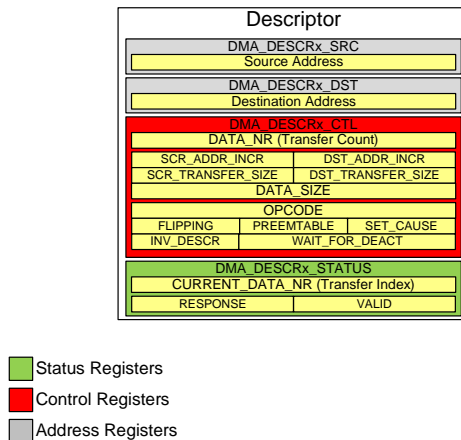 Descriptor
DMA_DESCRx_SRC
Source Address
DMA_DESCRx_DST
Destination Address
DMA_DESCRx_CTL
DATA_NR (Transfer Count)
SCR_ADDR_INCR DST_ADDR_INCR
SCR_TRANSFER_SIZE DST_TRANSFER_SIZE
DATA_SIZE
OPCODE
FLIPPING PREEMTABLE SET_CAUSE
INV_DESCR WAIT_FOR_DEACT
DMA_DESCRx_STATUS
CURRENT_DATA_NR (Transfer Index)
RESPONSE VALID
Status Registers
Control Registers
Address Registers